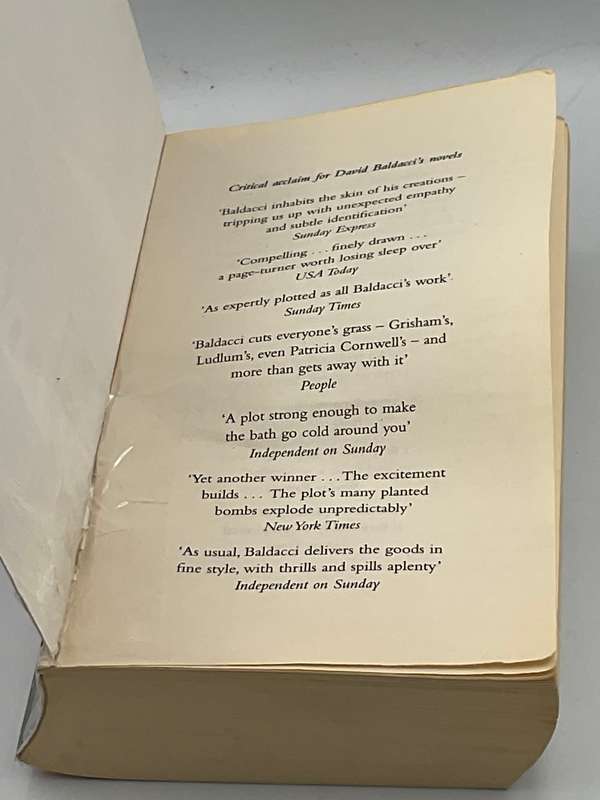 Critical acclaim for David Baldacci's novels
'Baldacci inhabits the skin of his creations –
tripping us up with unexpected empathy
and subtle identification'
Sunday Express
'Compelling . . . finely drawn . . .
a page-turner worth losing sleep over'
USA Today
'As expertly plotted as all Baldacci's work'.
Sunday Times
'Baldacci cuts everyone's grass – Grisham's,
Ludlum's, even Patricia Cornwell's – and
more than gets away with it'
People
'A plot strong enough to make
the bath go cold around you'
Independent on Sunday
'Yet another winner . . . The excitement
builds . . . The plot's many planted
bombs explode unpredictably'
New York Times
'As usual, Baldacci delivers the goods in
fine style, with thrills and spills aplenty'
Independent on Sunday